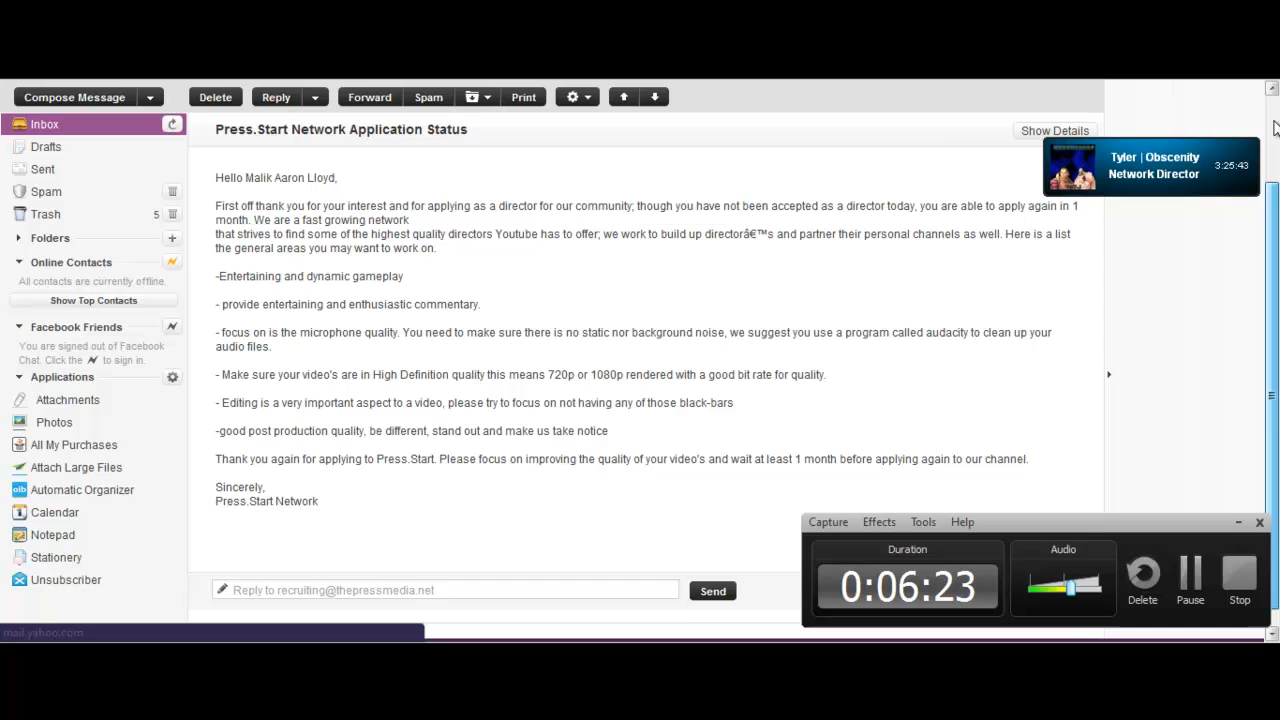 Compose Message
Delete
Reply
Forward
Spam
Print
Inbox
Drafts
Sent
Spam
Trash 5
Folders
Online Contacts
All contacts are currently offline.
Show Top Contacts
Facebook Friends
You are signed out of Facebook
Chat. Click the to sign in.
Applications
Attachments
Photos
All My Purchases
Attach Large Files
olb Automatic Organizer
Calendar
Notepad
Stationery
Unsubscriber
mail.yahoo.com
Press.Start Network Application Status
Show Details
Tyler | Obscenity
Network Director
3:25:43
Hello Malik Aaron Lloyd,
First off thank you for your interest and for applying as a director for our community; though you have not been accepted as a director today, you are able to apply again in 1
month. We are a fast growing network
that strives to find some of the highest quality directors Youtube has to offer; we work to build up directorâ€™s and partner their personal channels as well. Here is a list
the general areas you may want to work on.
-Entertaining and dynamic gameplay
- provide entertaining and enthusiastic commentary.
- focus on is the microphone quality. You need to make sure there is no static nor background noise, we suggest you use a program called audacity to clean up your
audio files.
- Make sure your video's are in High Definition quality this means 720p or 1080p rendered with a good bit rate for quality.
- Editing is a very important aspect to a video, please try to focus on not having any of those black-bars
-good post production quality, be different, stand out and make us take notice
Thank you again for applying to Press.Start. Please focus on improving the quality of your video's and wait at least 1 month before applying again to our channel.
Sincerely,
Press.Start Network
Reply to recruiting@thepressmedia.net
Send
Capture Effects Tools Help
Duration
0:06:23
Audio
Delete
Pause
Stop